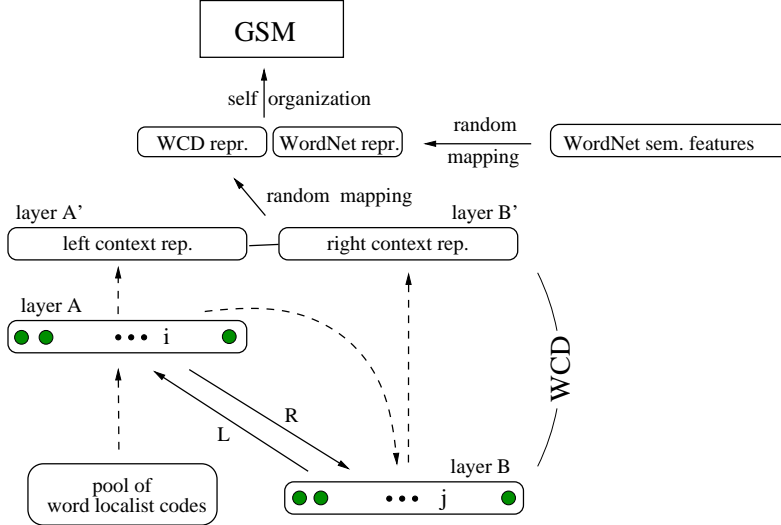 GSM
self organization
WCD repr.
WordNet repr.
random
mapping
WordNet sem. features
random mapping
layer A’
layer B’
left context rep.
right context rep.
layer A
••• i
WCD
R
L
layer B
pool of
word localist codes
••• j